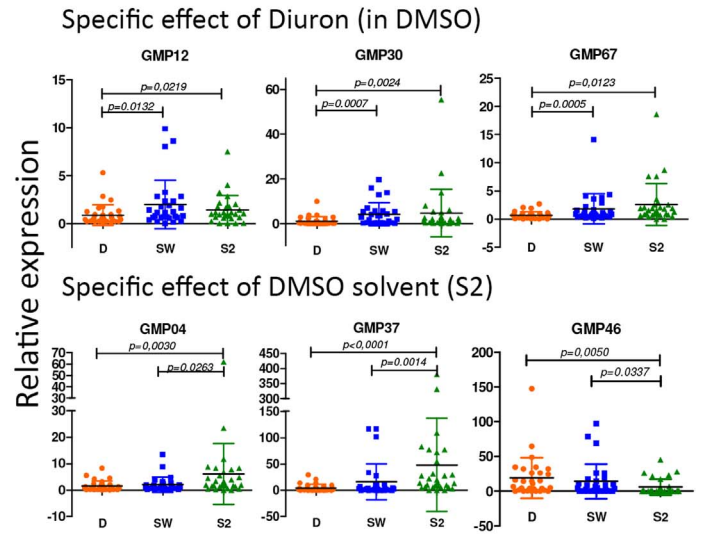 Specific effect of Diuron (in DMSO)
GMP12
GMP30
GMP67
15
10
5
0
p=0,0219
p=0.0132
D
SW
S2
60
40
20
0
p=0,0024
p=0.0007
D
SW
S2
25
20
15
10
5
0
-5
p=0,0123
p=0.0005
D
SW
S2
Relative expression
Specific effect of DMSO solvent (S2)
GMP04
GMP37
GMP46
70
60
50
40
30
30
20
10
0
-10
p=0,0030
p=0.0263
D
SW
S2
450
400
350
300
150
150
100
50
0
-50
p<0,0001
p=0.0014
D
SW
S2
200
150
100
50
0
-50
p=0,0050
p=0.0337
D
SW
S2